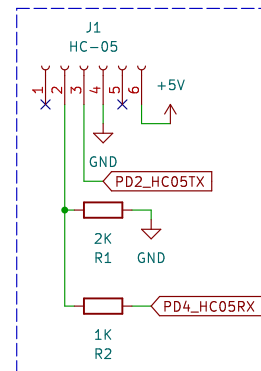 J1
HC-05
1
2
3
4
5
6
+5V
GND
PD2_HC05TX
2K
R1
GND
PD4_HC05RX
1K
R2